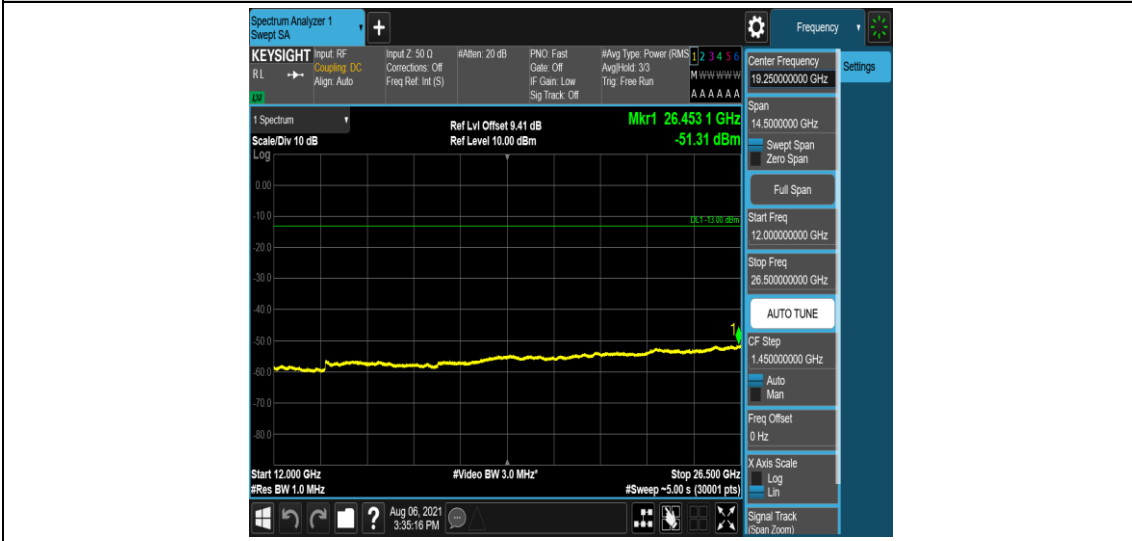 Spectrum Analyzer 1
Swept SA
+
Frequency
KEYSIGHT
RL
Input: RF
Coupling: DC
Align: Auto
Input Z: 50 Ω
Corrections: Off
Freq Ref: Int (S)
#Atten: 20 dB
PNO: Fast
Gate: Off
IF Gain: Low
Sig Track: Off
#Avg Type: Power (RMS
Avg|Hold: 3/3
Trig: Free Run
1 2 3 4 5 6
M W W W W W
A A A A A A
1 Spectrum
Scale/Div 10 dB
Log
Ref Lvl Offset 9.41 dB
Ref Level 10.00 dBm
Mkr1 26.453 1 GHz
-51.31 dBm
0.00
-10.0
-20.0
-30.0
-40.0
-50.0
-60.0
-70.0
-80.0
DL1 -13.00 dBm
1
Start 12.000 GHz
#Res BW 1.0 MHz
#Video BW 3.0 MHz*
Stop 26.500 GHz
#Sweep ~5.00 s (30001 pts)
Center Frequency
19.250000000 GHz
Settings
Span
14.5000000 GHz
Swept Span
Zero Span
Full Span
Start Freq
12.000000000 GHz
Stop Freq
26.500000000 GHz
AUTO TUNE
CF Step
1.450000000 GHz
Auto
Man
Freq Offset
0 Hz
X Axis Scale
Log
Lin
Signal Track
(Span Zoom)
?
Aug 06, 2021
3:35:16 PM